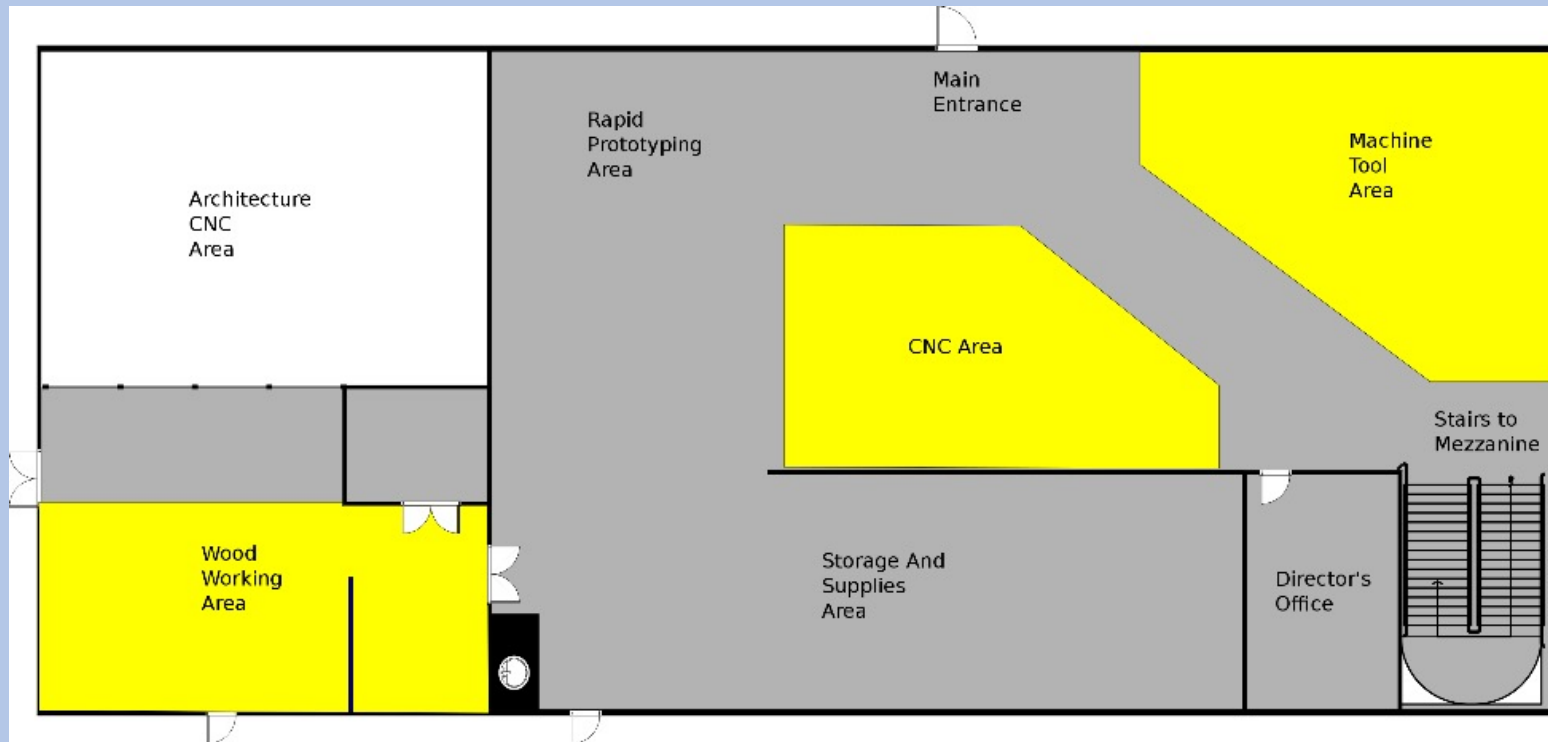 Main
Entrance
Rapid
Prototyping
Area
Machine
Tool
Area
Architecture
CNC
Area
CNC Area
Stairs to
Mezzanine
Wood
Working
Area
Storage And
Supplies
Area
Director's
Office